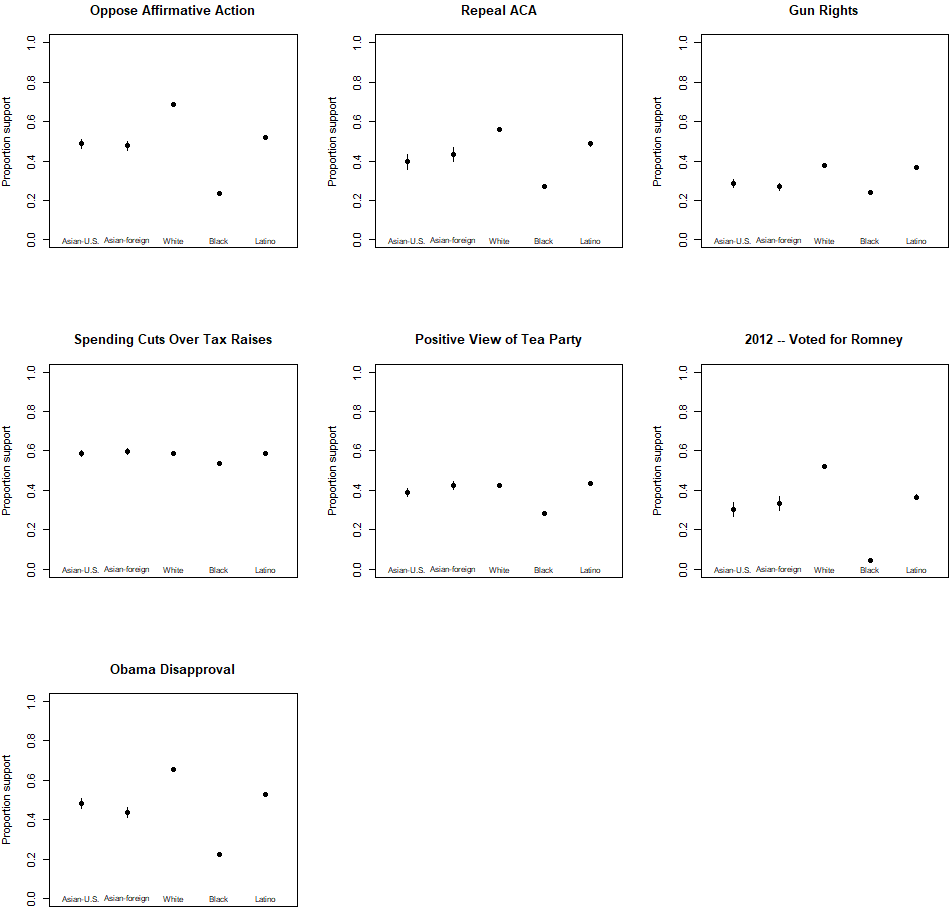 Oppose Affirmative Action
Proportion support
1.0
0.8
0.6
0.4
0.2
0.0
Asian-U.S. Asian-foreign White Black Latino
Repeal ACA
Proportion support
1.0
0.8
0.6
0.4
0.2
0.0
Asian-U.S. Asian-foreign White Black Latino
Gun Rights
Proportion support
1.0
0.8
0.6
0.4
0.2
0.0
Asian-U.S. Asian-foreign White Black Latino
Spending Cuts Over Tax Raises
Proportion support
1.0
0.8
0.6
0.4
0.2
0.0
Asian-U.S. Asian-foreign White Black Latino
Positive View of Tea Party
Proportion support
1.0
0.8
0.6
0.4
0.2
0.0
Asian-U.S. Asian-foreign White Black Latino
2012 -- Voted for Romney
Proportion support
1.0
0.8
0.6
0.4
0.2
0.0
Asian-U.S. Asian-foreign White Black Latino
Obama Disapproval
Proportion support
1.0
0.8
0.6
0.4
0.2
0.0
Asian-U.S. Asian-foreign White Black Latino